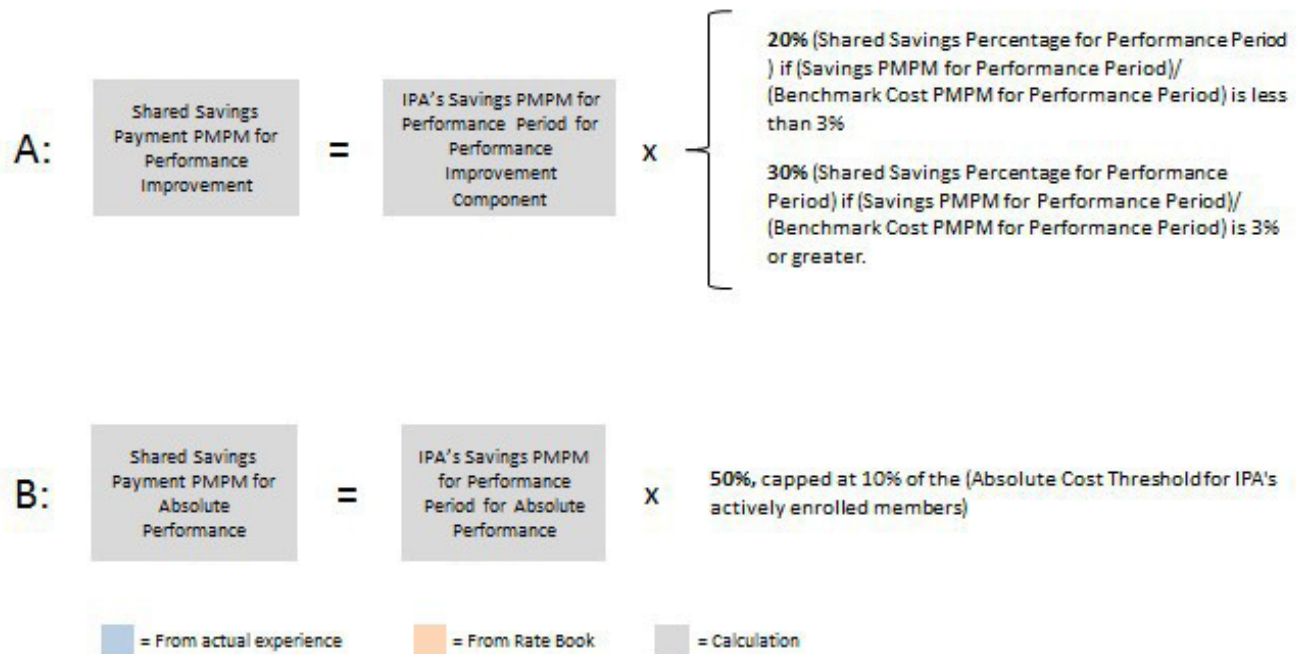 A:
Shared Savings
Payment PMPM for
Performance
Improvement
=
IPA's Savings PMPM for
Performance Period for
Performance
Improvement
Component
x
20% (Shared Savings Percentage for Performance Period
) if (Savings PMPM for Performance Period)/
(Benchmark Cost PMPM for Performance Period) is less
than 3%
30% (Shared Savings Percentage for Performance
Period) if (Savings PMPM for Performance Period)/
(Benchmark Cost PMPM for Performance Period) is 3%
or greater.
B:
Shared Savings
Payment PMPM for
Absolute
Performance
=
IPA's Savings PMPM
for Performance
Period for Absolute
Performance
x
50%, capped at 10% of the (Absolute Cost Threshold for IPA's
actively enrolled members)
= From actual experience
= From Rate Book
= Calculation